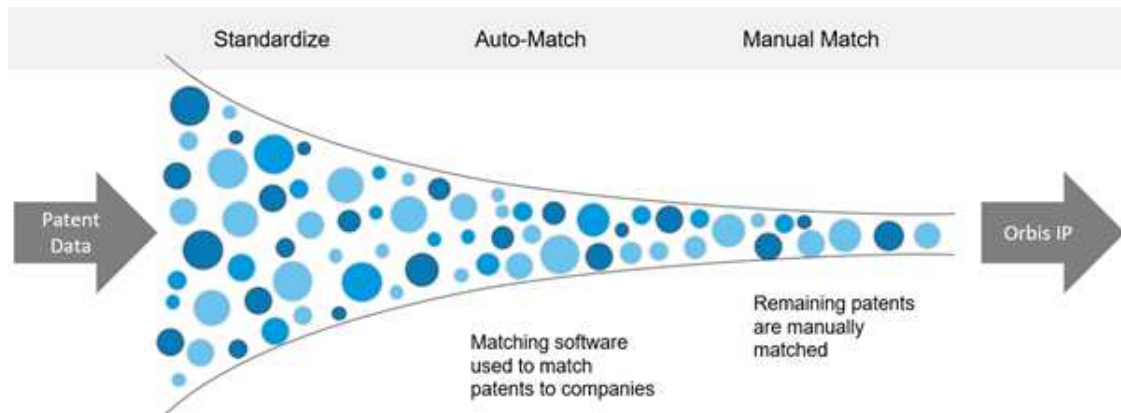 Standardize
Auto-Match
Manual Match
Patent
Data
Orbis IP
Matching software
used to match
patents to companies
Remaining patents
are manually
matched